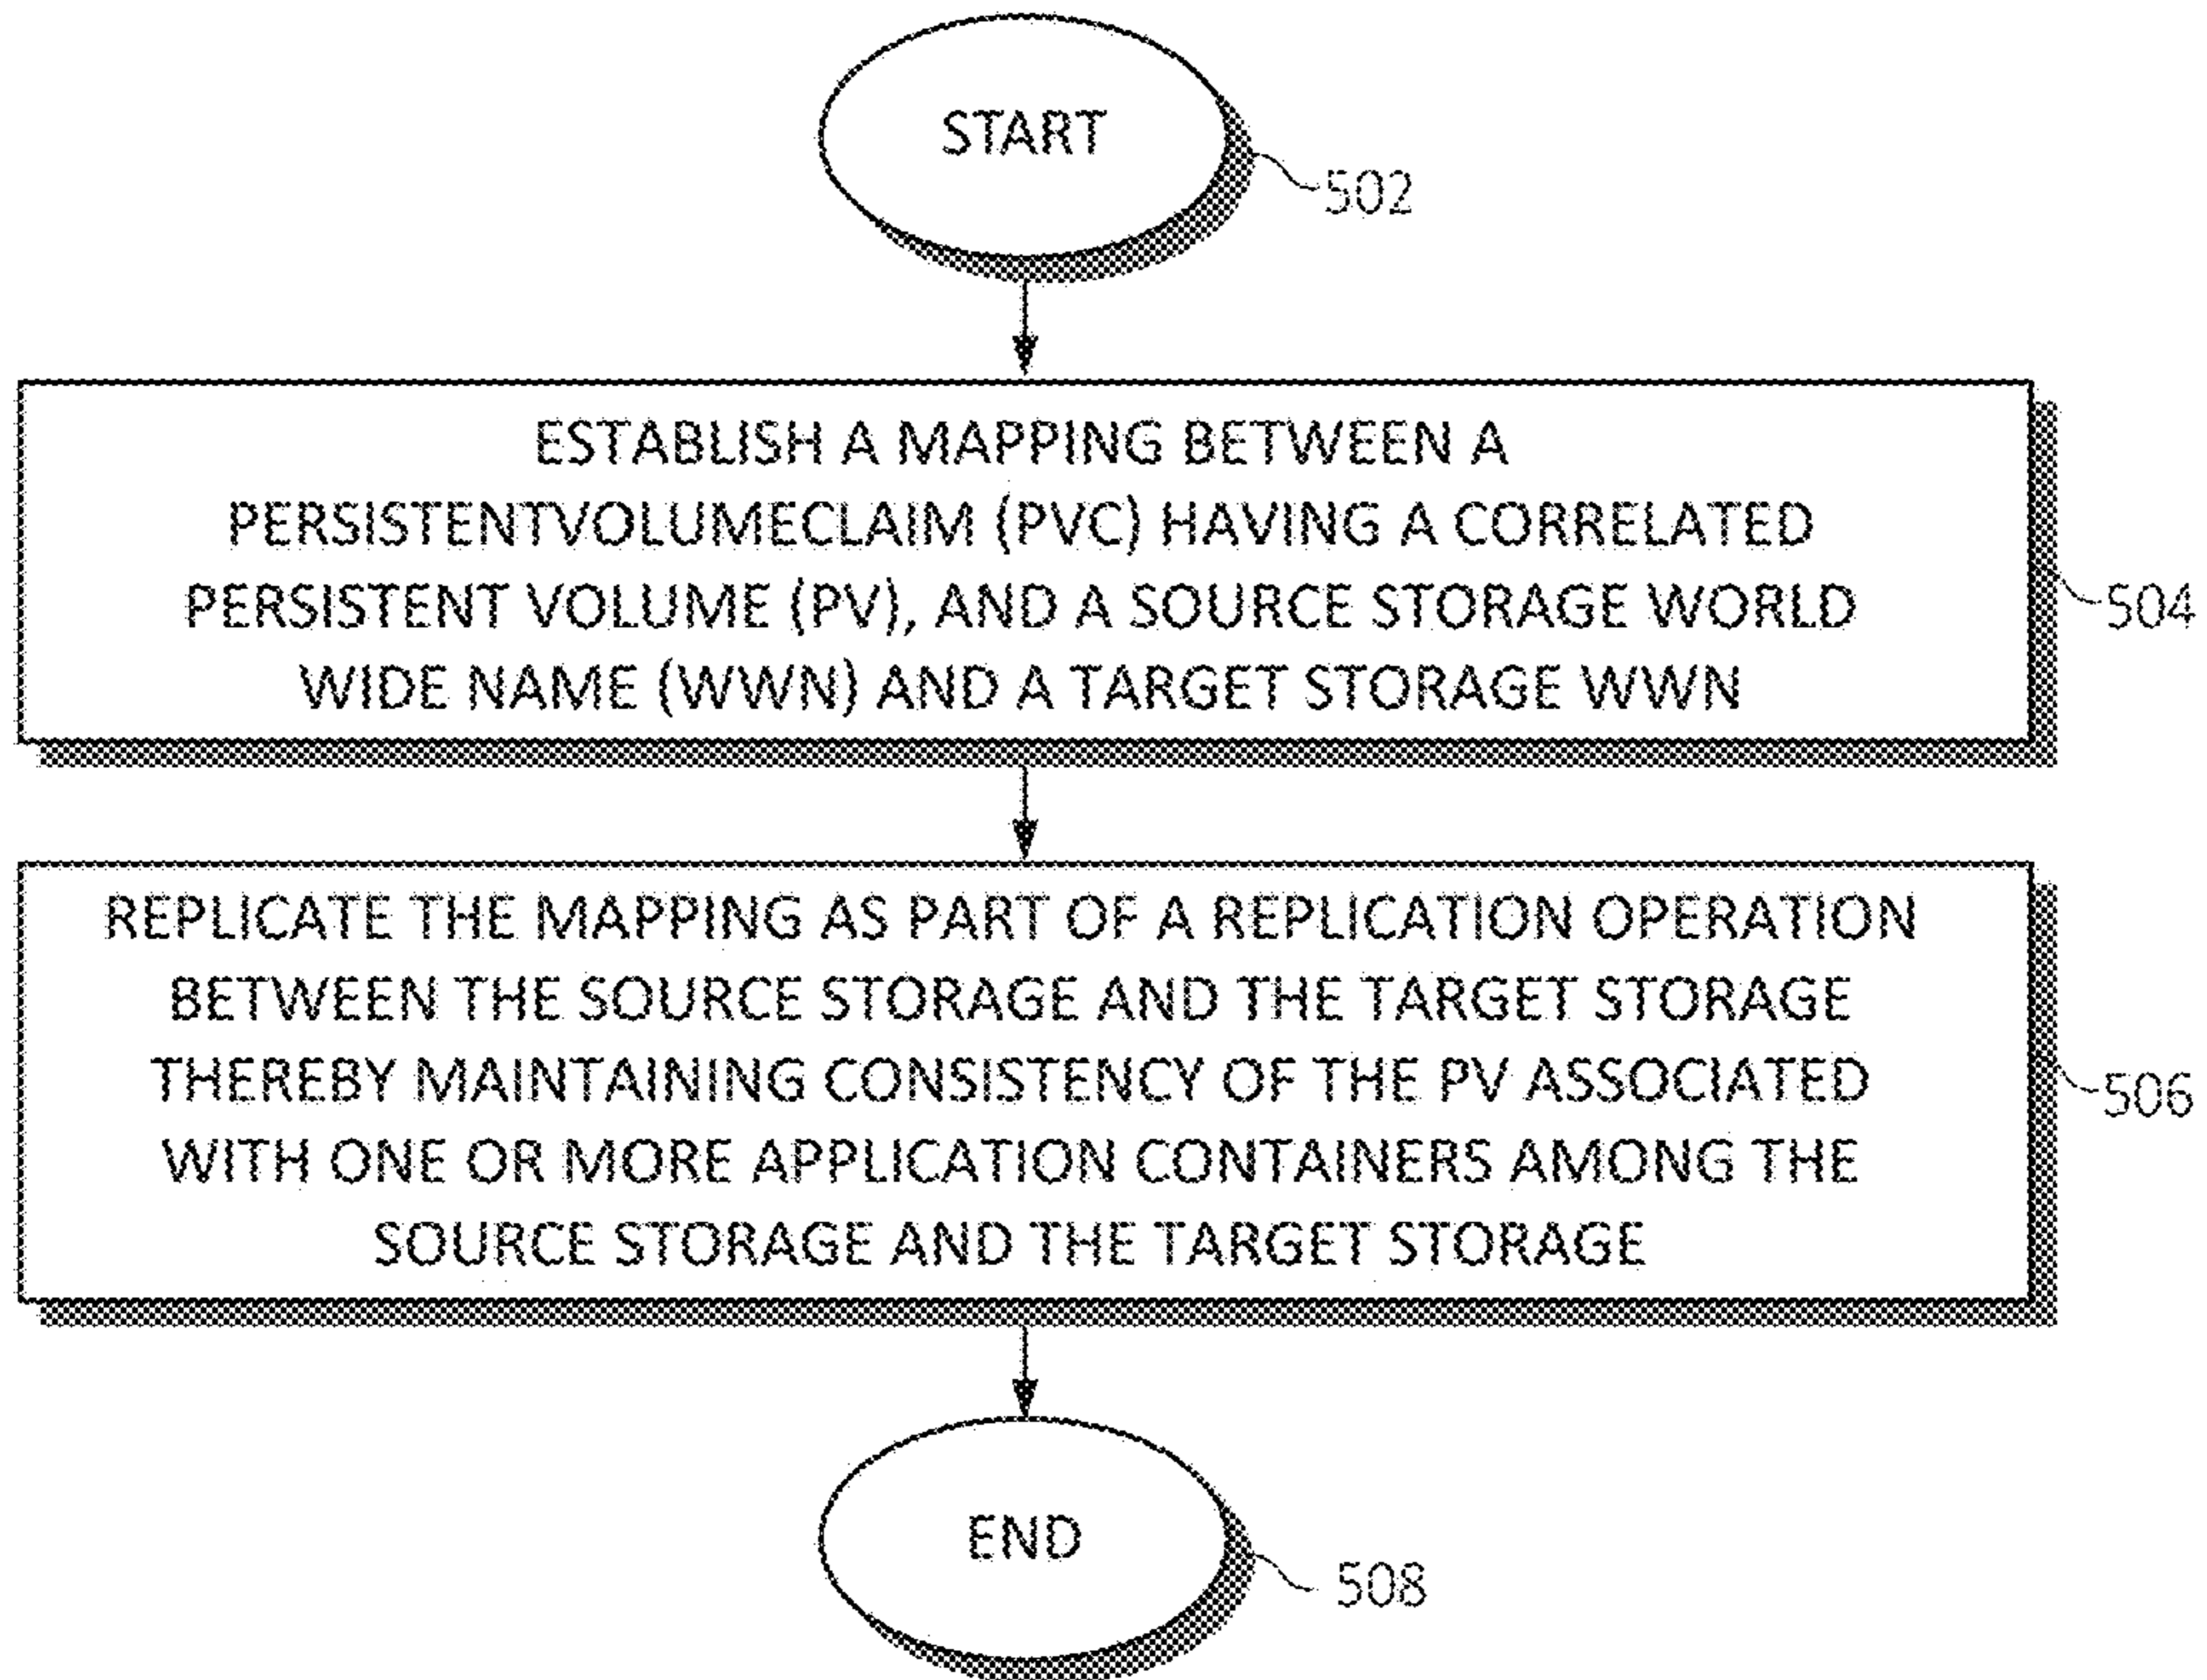 START
502
ESTABLISH A MAPPING BETWEEN A
PERSISTENTVOLUMECLAIM (PVC) HAVING A CORRELATED
PERSISTENT VOLUME (PV), AND A SOURCE STORAGE WORLD
WIDE NAME (WWN) AND A TARGET STORAGE WWN
504
REPLICATE THE MAPPING AS PART OF A REPLICATION OPERATION
BETWEEN THE SOURCE STORAGE AND THE TARGET STORAGE
THEREBY MAINTAINING CONSISTENCY OF THE PV ASSOCIATED
WITH ONE OR MORE APPLICATION CONTAINERS AMONG THE
SOURCE STORAGE AND THE TARGET STORAGE
506
END
508